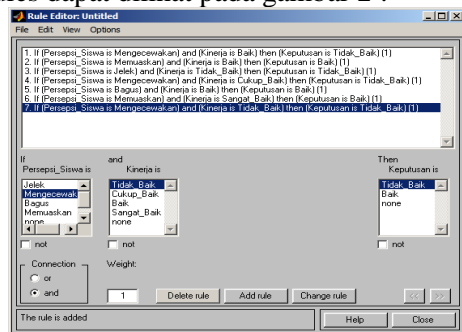 Rule Editor: Untitled
File Edit View Options
1. If (Persepsi_Siswa is Mengecewakan) and (Kinerja is Baik) then (Keputusan is Tidak_Baik) (1)
2. If (Persepsi_Siswa is Memuaskan) and (Kinerja is Baik) then (Keputusan is Baik) (1)
3. If (Persepsi_Siswa is Jelek) and (Kinerja is Tidak_Baik) then (Keputusan is Tidak_Baik) (1)
4. If (Persepsi_Siswa is Mengecewakan) and (Kinerja is Cukup_Baik) then (Keputusan is Tidak_Baik) (1)
5. If (Persepsi_Siswa is Bagus) and (Kinerja is Baik) then (Keputusan is Baik) (1)
6. If (Persepsi_Siswa is Memuaskan) and (Kinerja is Sangat_Baik) then (Keputusan is Baik) (1)
7. If (Persepsi_Siswa is Mengecewakan) and (Kinerja is Tidak_Baik) then (Keputusan is Tidak_Baik) (1)
If and Then
Persepsi_Siswa is Kinerja is Keputusan is
Jelek Tidak_Baik Tidak_Baik
Mengecewak Cukup_Baik Baik
Bagus Baik none
Memuaskan Sangat_Baik
none none
not not not
Connection Weight:
or
and 1 Delete rule Add rule Change rule << >>
The rule is added Help Close